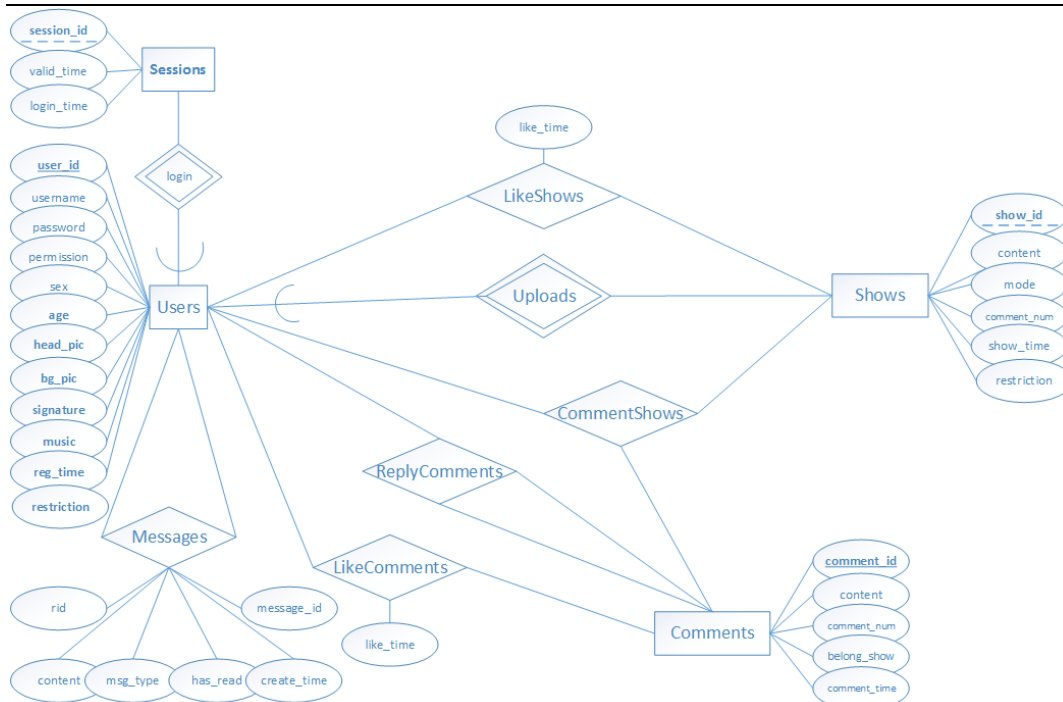 session_id
Sessions
valid_time
login_time
like_time
user_id
login
username
LikeShows
password
show_id
permission
content
sex
mode
Users
Uploads
Shows
age
comment_num
head_pic
show_time
bg_pic
restriction
signature
CommentShows
music
reg_time
ReplyComments
restriction
Messages
LikeComments
comment_id
rid
message_id
content
comment_num
Comments
like_time
belong_show
content
msg_type
has_read
create_time
comment_time